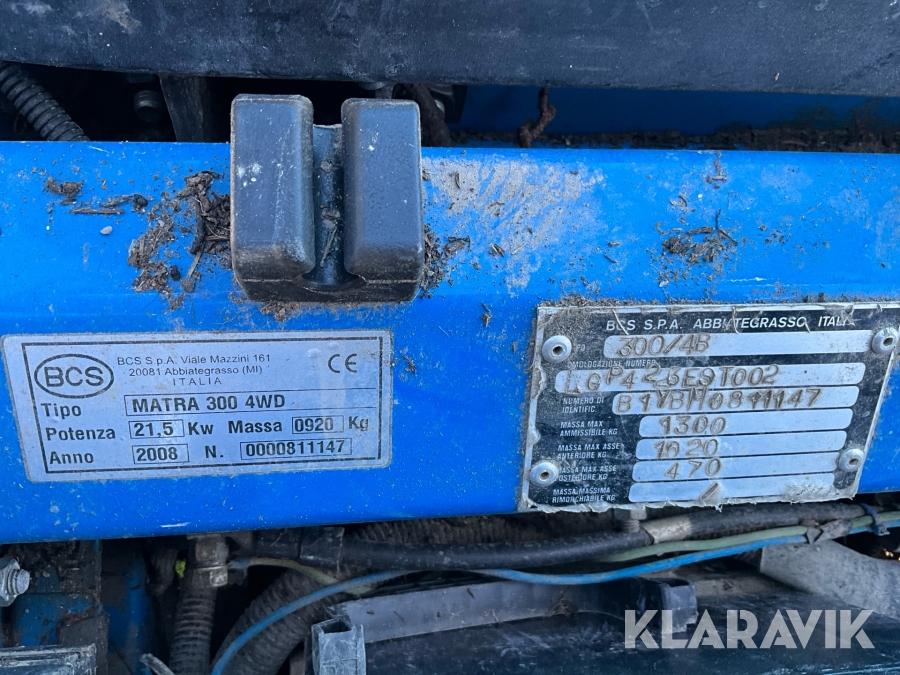 BCS
BCS S.p.A. Viale Mazzini 161
20081 Abbiategrasso (MI)
ITALIA
CE
Tipo MATRA 300 4WD
Potenza 21,5 Kw Massa 0920 Kg
Anno 2008 N. 0000811147
BCS S.P.A. ABBIATEGRASSO ITALIA
300/4B
OMOLOGAZIONE NUMERO
NUMERO DI
IDENTIFIC.
MASSA MAX
AMMISSIBILE KG
1300
MASSA MAX ASSE
ANTERIORE KG
1020
MASSA MAX ASSE
POSTERIORE KG
470
MASSA MASSIMA
RIMORCHIABILE KG
KLARAVIK